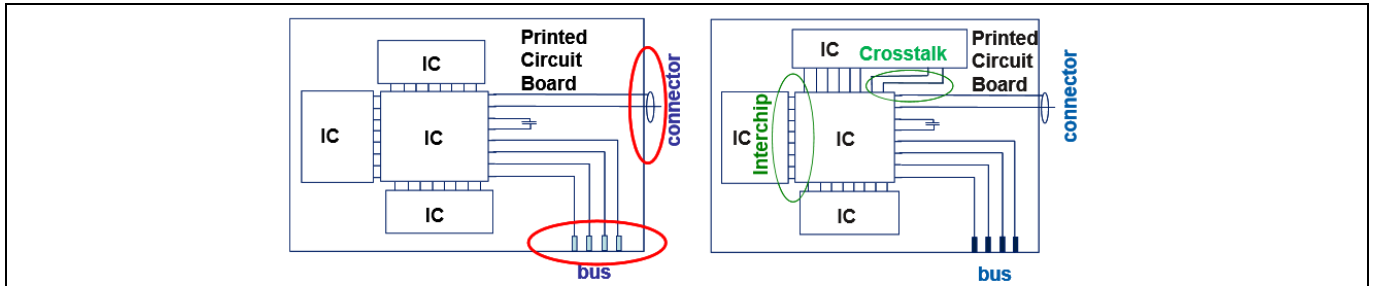 Printed
Circuit
Board
IC
IC
IC
IC
connector
bus
IC
Crosstalk
Printed
Circuit
Board
Interchip
IC
IC
IC
connector
bus